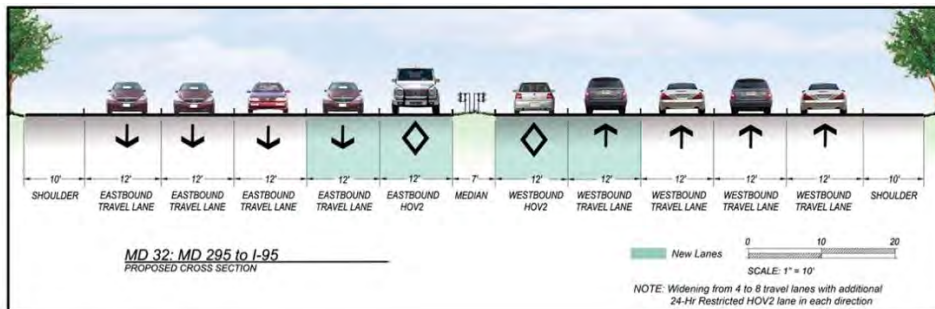 10' 12' 12' 12' 12' 12' 7' 12' 12' 12' 12' 12' 10'
SHOULDER EASTBOUND EASTBOUND EASTBOUND EASTBOUND EASTBOUND MEDIAN WESTBOUND WESTBOUND WESTBOUND WESTBOUND WESTBOUND SHOULDER
TRAVEL LANE TRAVEL LANE TRAVEL LANE TRAVEL LANE HOV2 HOV2 TRAVEL LANE TRAVEL LANE TRAVEL LANE TRAVEL LANE
MD 32: MD 295 to I-95
PROPOSED CROSS SECTION
New Lanes
0 10 20
SCALE: 1" = 10'
NOTE: Widening from 4 to 8 travel lanes with additional
24-Hr Restricted HOV2 lane in each direction